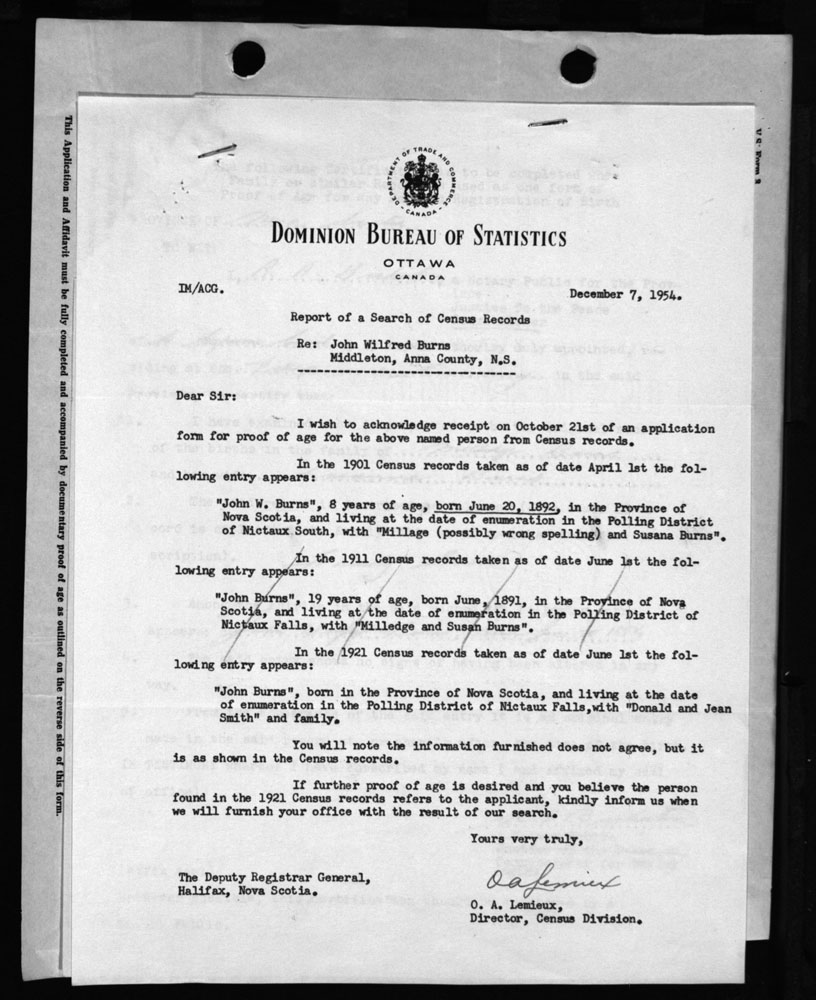 DEPARTMENT OF TRADE AND COMMERCE
CANADA
DOMINION BUREAU OF STATISTICS
OTTAWA
CANADA
IM/ACG.
December 7, 1954.
Report of a Search of Census Records
Re: John Wilfred Burns
Middleton, Anna County, N.S.
Dear Sir:
I wish to acknowledge receipt on October 21st of an application
form for proof of age for the above named person from Census records.
In the 1901 Census records taken as of date April 1st the fol-
lowing entry appears:
"John W. Burns", 8 years of age, born June 20, 1892, in the Province of
Nova Scotia, and living at the date of enumeration in the Polling District
of Nictaux South, with "Millage (possibly wrong spelling) and Susana Burns".
In the 1911 Census records taken as of date June 1st the fol-
lowing entry appears:
"John Burns", 19 years of age, born June, 1891, in the Province of Nova
Scotia, and living at the date of enumeration in the Polling District of
Nictaux Falls, with "Milledge and Susan Burns".
In the 1921 Census records taken as of date June 1st the fol-
lowing entry appears:
"John Burns", born in the Province of Nova Scotia, and living at the date
of enumeration in the Polling District of Nictaux Falls,with "Donald and Jean
Smith" and family.
You will note the information furnished does not agree, but it
is as shown in the Census records.
If further proof of age is desired and you believe the person
found in the 1921 Census records refers to the applicant, kindly inform us when
we will furnish your office with the result of our search.
Yours very truly,
The Deputy Registrar General,
Halifax, Nova Scotia.
O A Lemieux
O. A. Lemieux,
Director, Census Division.
This Application and Affidavit must be fully completed and accompanied by documentary proof of age as outlined on the reverse side of this form.